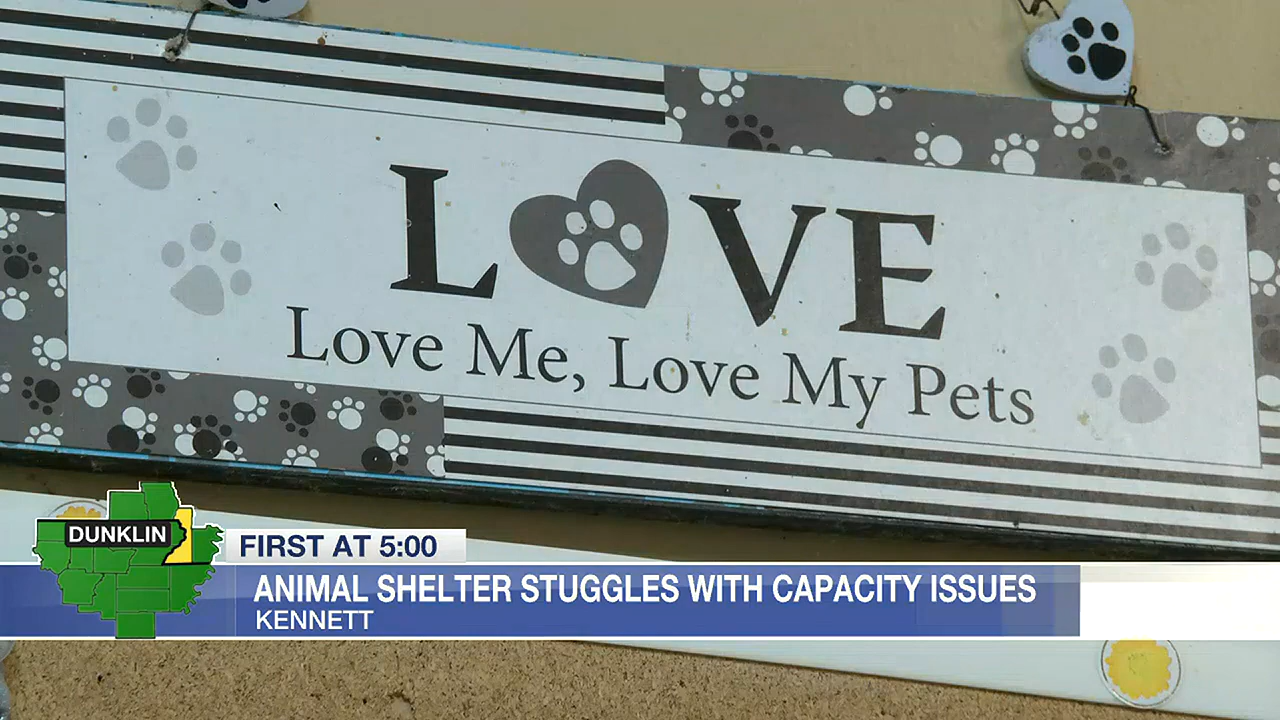 LOVE
Love Me, Love My Pets
DUNKLIN
FIRST AT 5:00
ANIMAL SHELTER STUGGLES WITH CAPACITY ISSUES
KENNETT